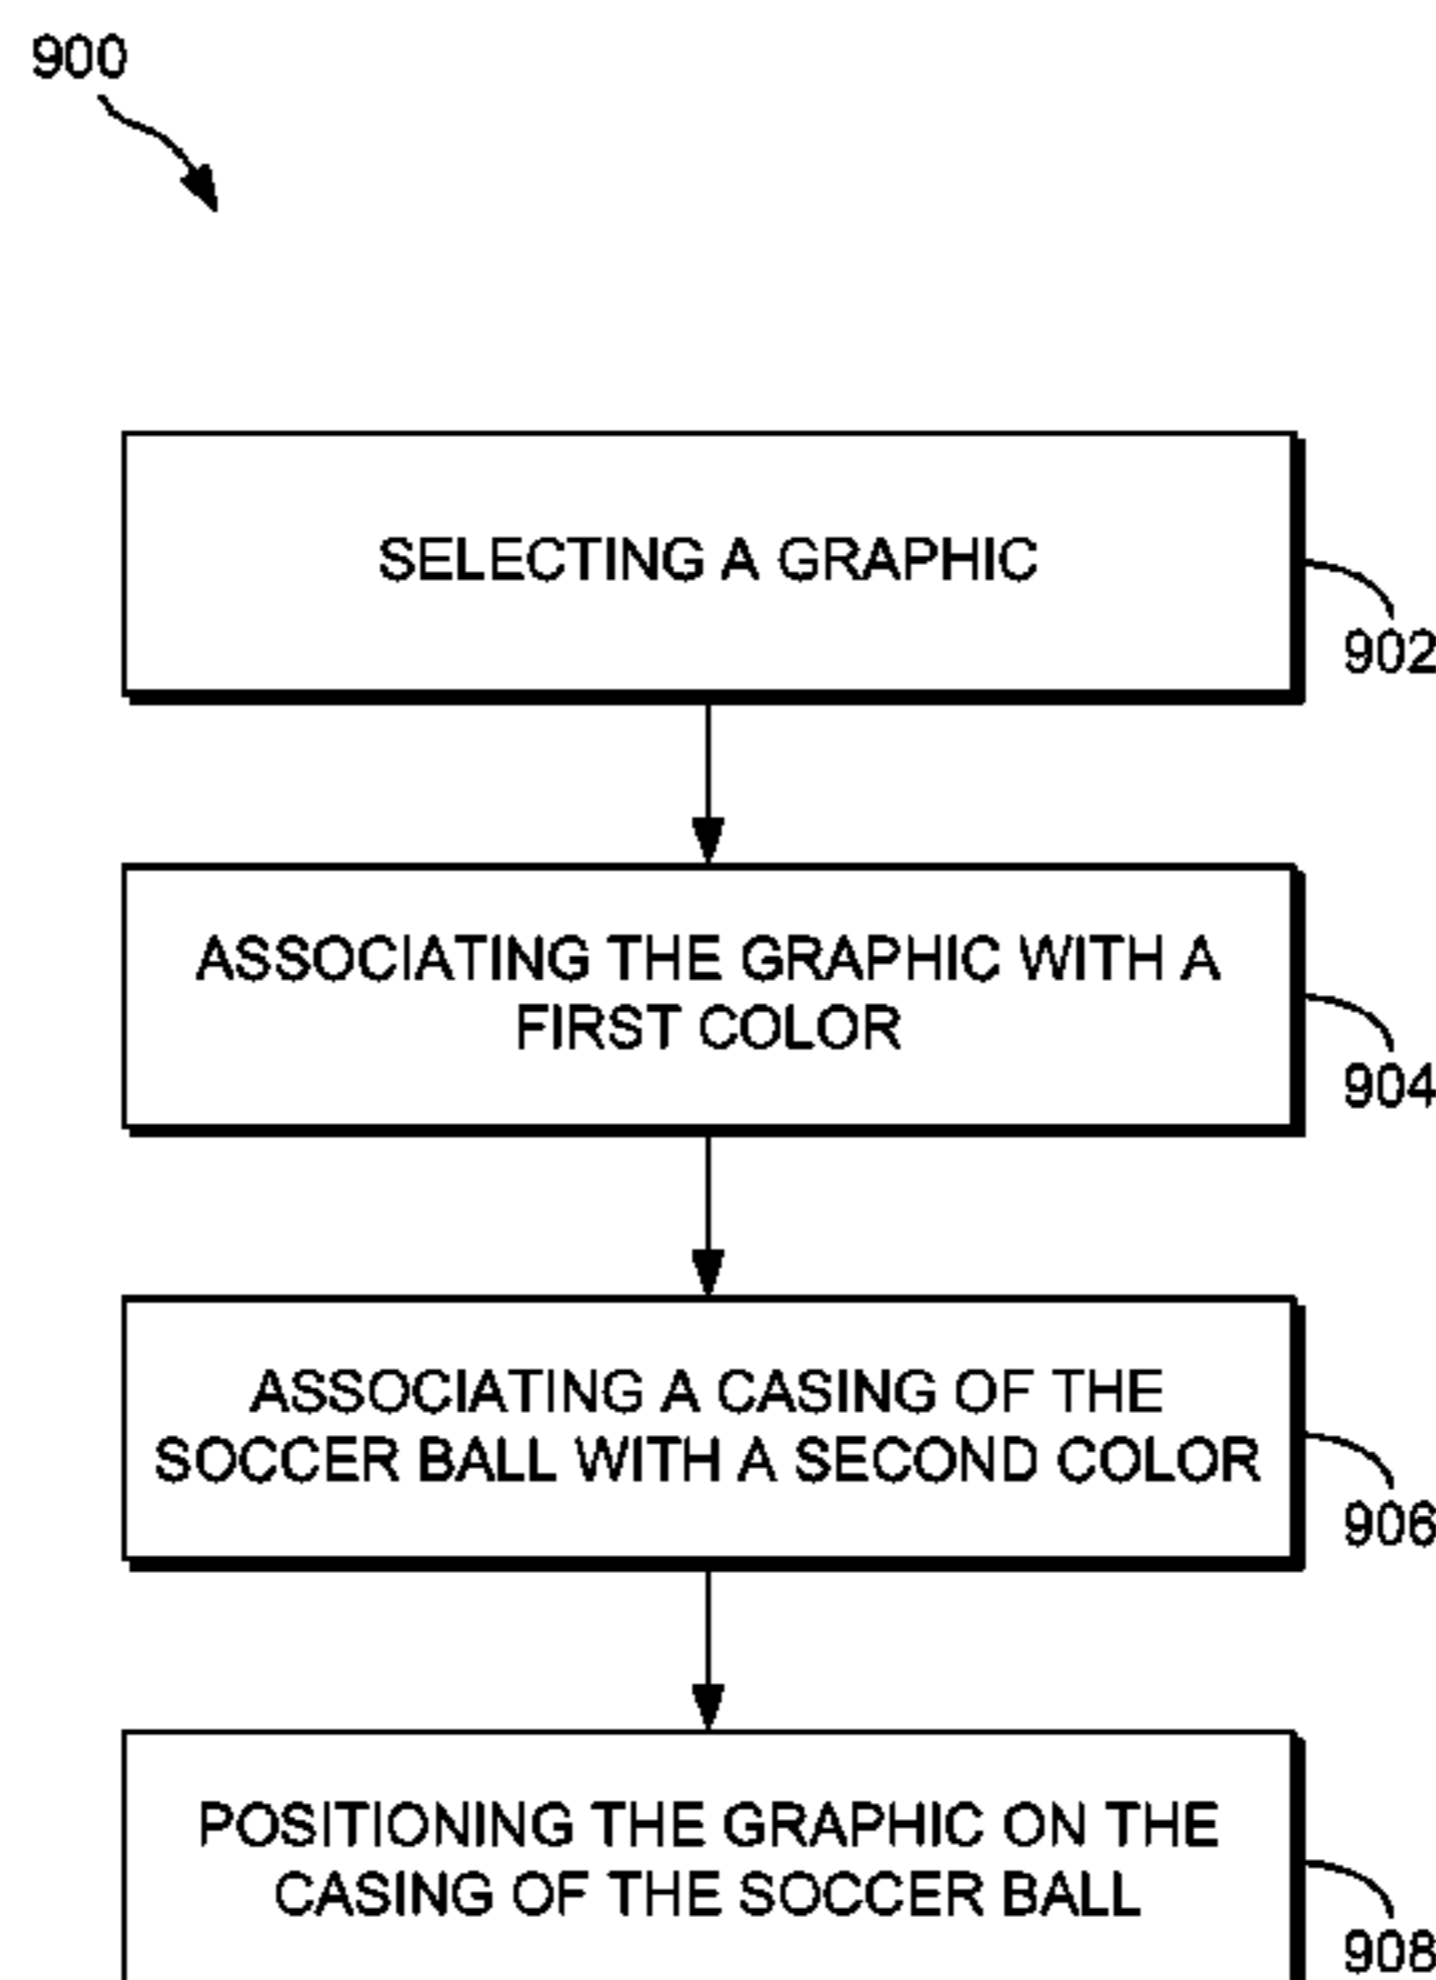 900
SELECTING A GRAPHIC
902
ASSOCIATING THE GRAPHIC WITH A
FIRST COLOR
904
ASSOCIATING A CASING OF THE
SOCCER BALL WITH A SECOND COLOR
906
POSITIONING THE GRAPHIC ON THE
CASING OF THE SOCCER BALL
908